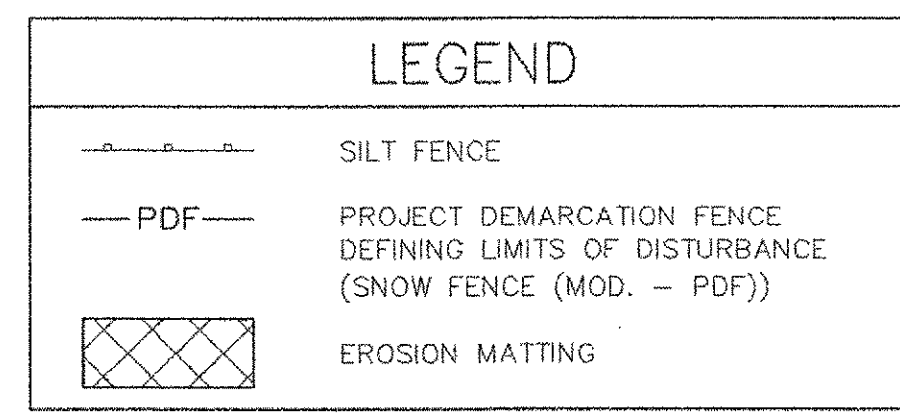 LEGEND
SILT FENCE
PDF
PROJECT DEMARCATION FENCE
DEFINING LIMITS OF DISTURBANCE
(SNOW FENCE (MOD. – PDF))
EROSION MATTING